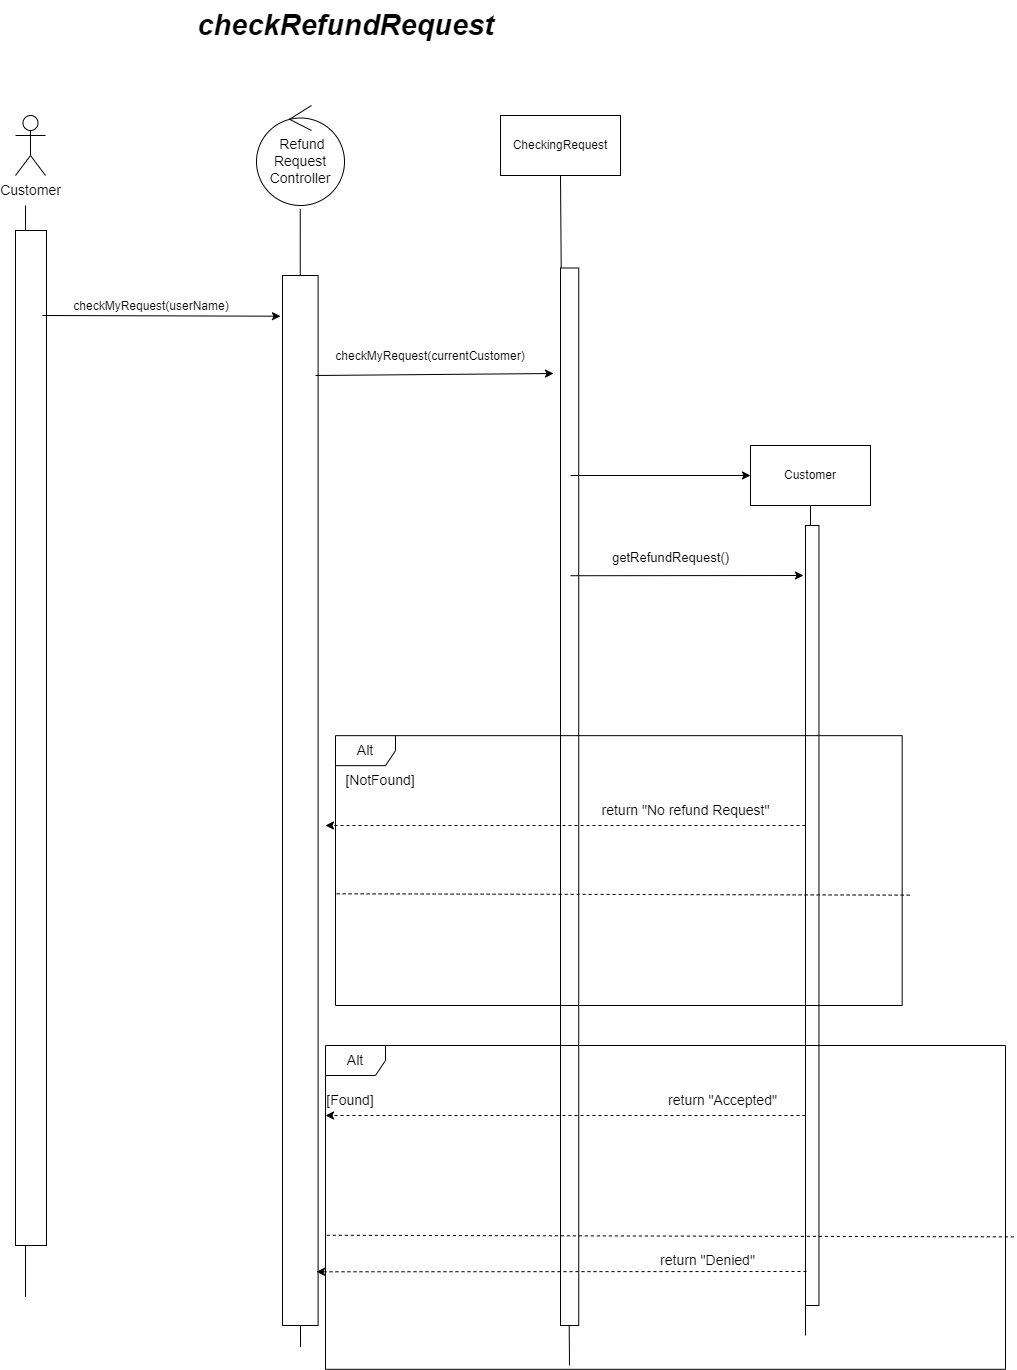 checkRefundRequest
Customer
Refund
Request
Controller
CheckingRequest
checkMyRequest(userName)
checkMyRequest(currentCustomer)
Customer
getRefundRequest()
Alt
[NotFound]
return "No refund Request"
Alt
[Found]
return "Accepted"
return "Denied"